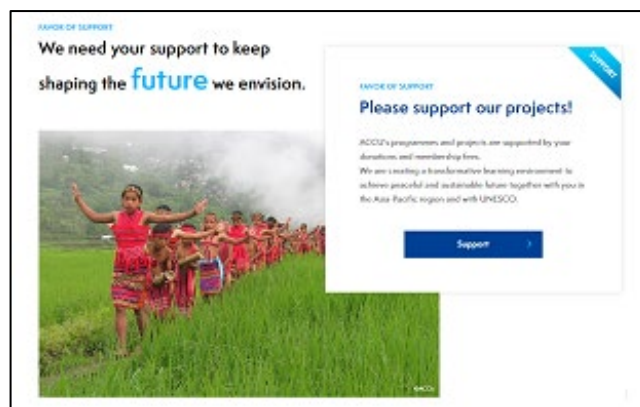 FAVOR OF SUPPORT
We need your support to keep
shaping the future we envision.
SUPPORT
FAVOR OF SUPPORT
Please support our projects!
ACCU's programmes and projects are supported by your
donations and membership fees.
We are creating a transformative learning environment to
achieve peaceful and sustainable future together with you in
the Asia-Pacific region and with UNESCO.
Support
©ACCU